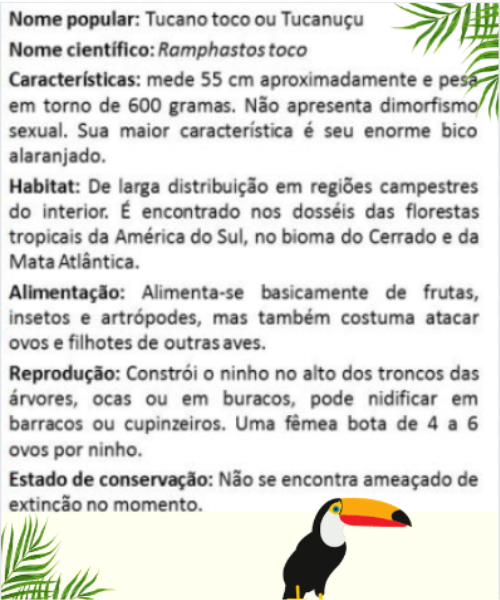 Nome popular: Tucano toco ou Tucanuçu
Nome científico: Ramphastos toco
Características: mede 55 cm aproximadamente e pesa
em torno de 600 gramas. Não apresenta dimorfismo
sexual. Sua maior característica é seu enorme bico
alaranjado.
Habitat: De larga distribuição em regiões campestres
do interior. É encontrado nos dosséis das florestas
tropicais da América do Sul, no bioma do Cerrado e da
Mata Atlântica.
Alimentação: Alimenta-se basicamente de frutas,
insetos e artrópodes, mas também costuma atacar
ovos e filhotes de outras aves.
Reprodução: Constrói o ninho no alto dos troncos das
árvores, ocas ou em buracos, pode nidificar em
barracos ou cupinzeiros. Uma fêmea bota de 4 a 6
ovos por ninho.
Estado de conservação: Não se encontra ameaçado de
extinção no momento.